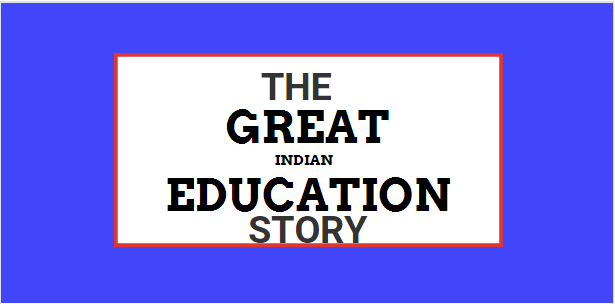 THE
GREAT
INDIAN
EDUCATION
STORY